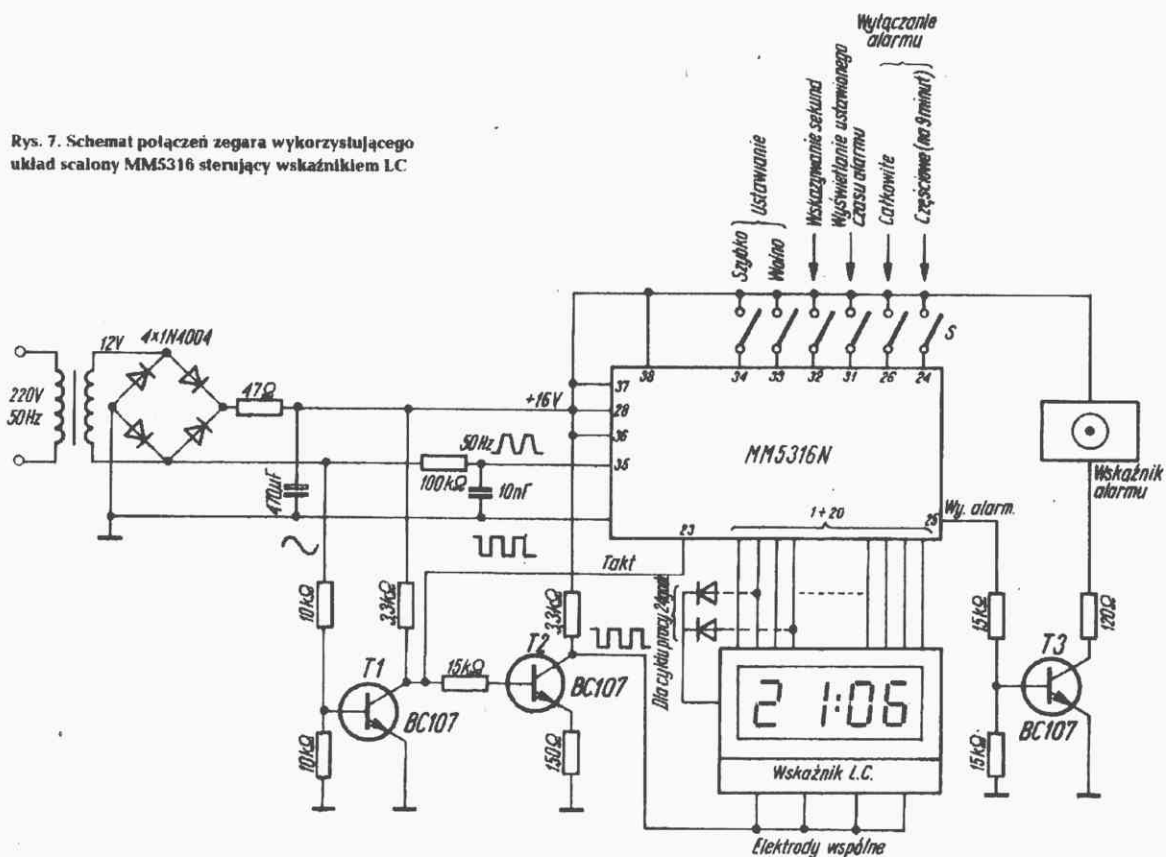 Rys. 7. Schemat połączeń zegara wykorzystującego
układ scalony MM5316 sterujący wskaźnikiem LC
Wyłączanie
alarmu
Szybko
Wolno
Ustawianie
Wskazywanie sekund
Wyświetlanie ustawionego
czasu alarmu
Całkowite
Częściowe (na 9 minut)
S
38
34
33
32
31
26
24
220V
50Hz
12V
4×1N4004
47Ω
470μF
+16V
50Hz
100kΩ
10nF
37
28
36
35
MM5316N
23
1÷20
25
Wy. alarm.
Wskaźnik
alarmu
Takt
10kΩ
3,3kΩ
3,3kΩ
T1
BC107
10kΩ
15kΩ
T2
BC107
150Ω
Dla cyklu pracy 24godz.
21:06
Wskaźnik L.C.
Elektrody wspólne
15kΩ
15kΩ
T3
BC107
120Ω